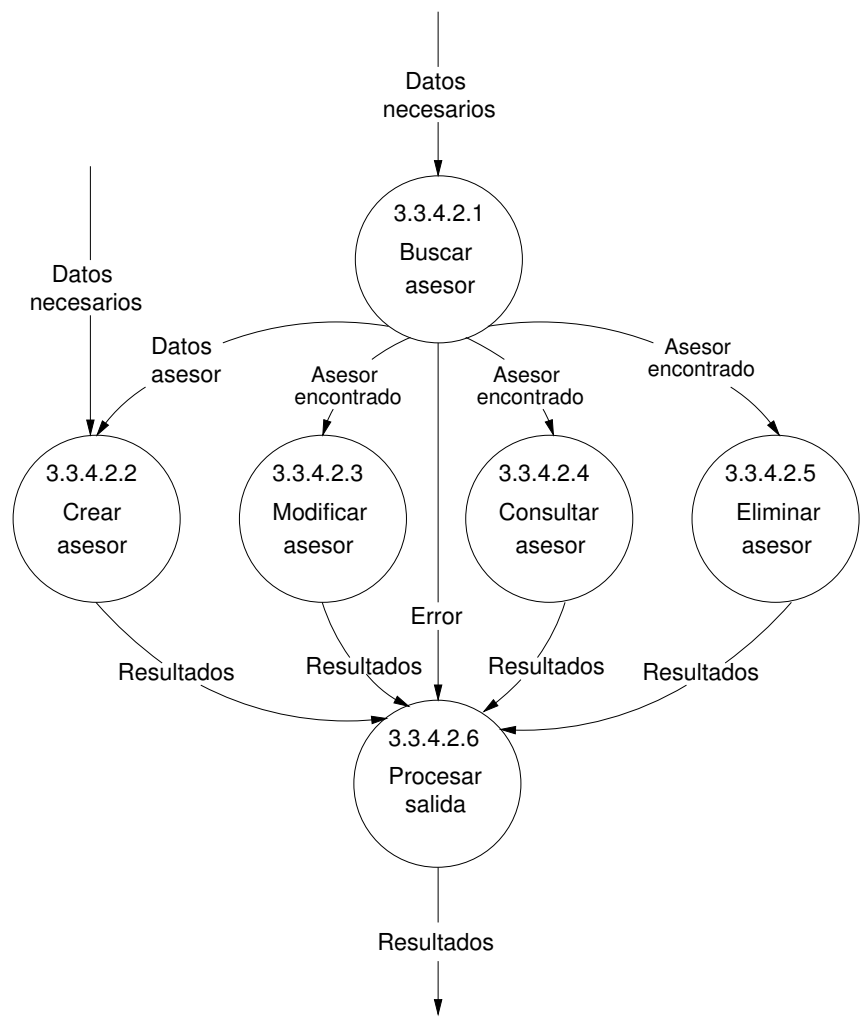 Datos
necesarios
3.3.4.2.1
Buscar
asesor
Datos
necesarios
Datos
asesor
Asesor
encontrado
Asesor
encontrado
Asesor
encontrado
3.3.4.2.2
Crear
asesor
3.3.4.2.3
Modificar
asesor
3.3.4.2.4
Consultar
asesor
3.3.4.2.5
Eliminar
asesor
Error
Resultados
Resultados
Resultados
Resultados
3.3.4.2.6
Procesar
salida
Resultados